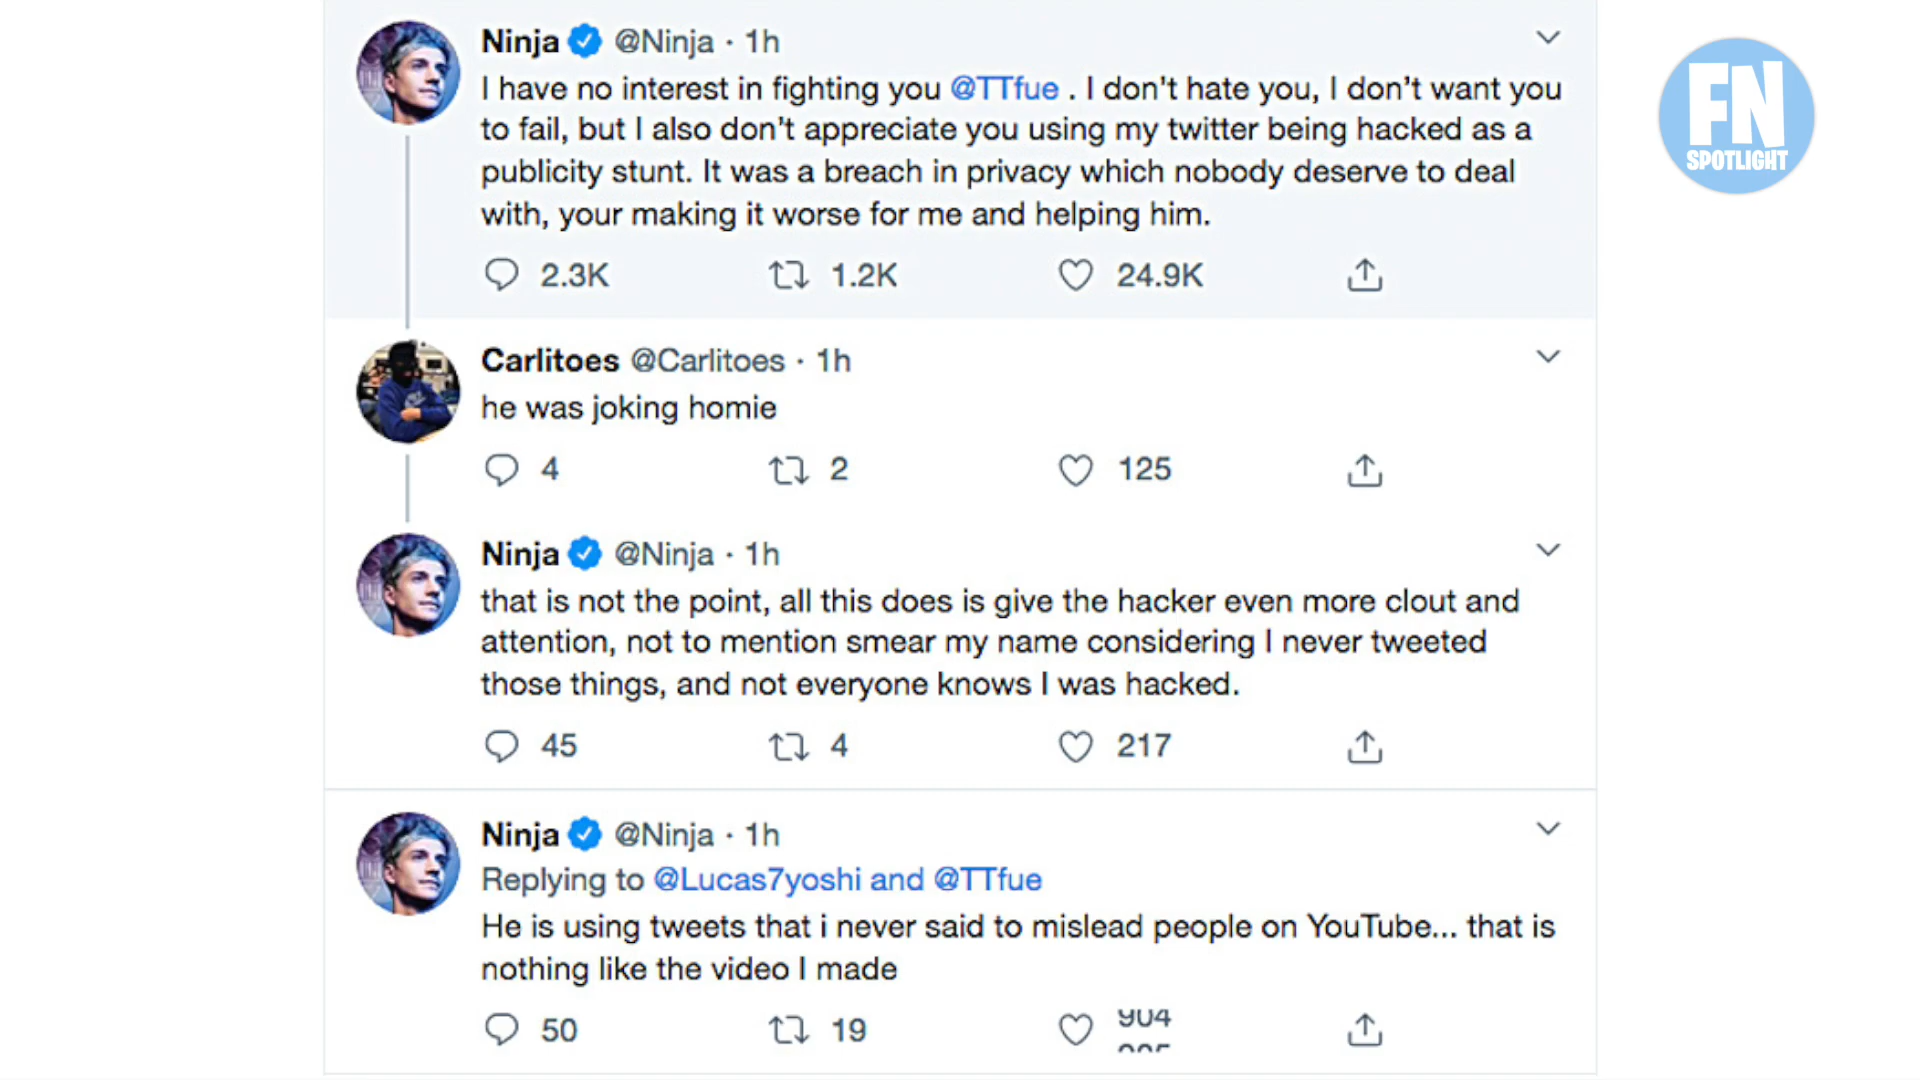 Ninja @Ninja · 1h
I have no interest in fighting you @TTfue . I don't hate you, I don't want you
to fail, but I also don't appreciate you using my twitter being hacked as a
publicity stunt. It was a breach in privacy which nobody deserve to deal
with, your making it worse for me and helping him.
2.3K 1.2K 24.9K
Carlitoes @Carlitoes · 1h
he was joking homie
4 2 125
Ninja @Ninja · 1h
that is not the point, all this does is give the hacker even more clout and
attention, not to mention smear my name considering I never tweeted
those things, and not everyone knows I was hacked.
45 4 217
Ninja @Ninja · 1h
Replying to @Lucas7yoshi and @TTfue
He is using tweets that i never said to mislead people on YouTube... that is
nothing like the video I made
50 19 904
FN
SPOTLIGHT